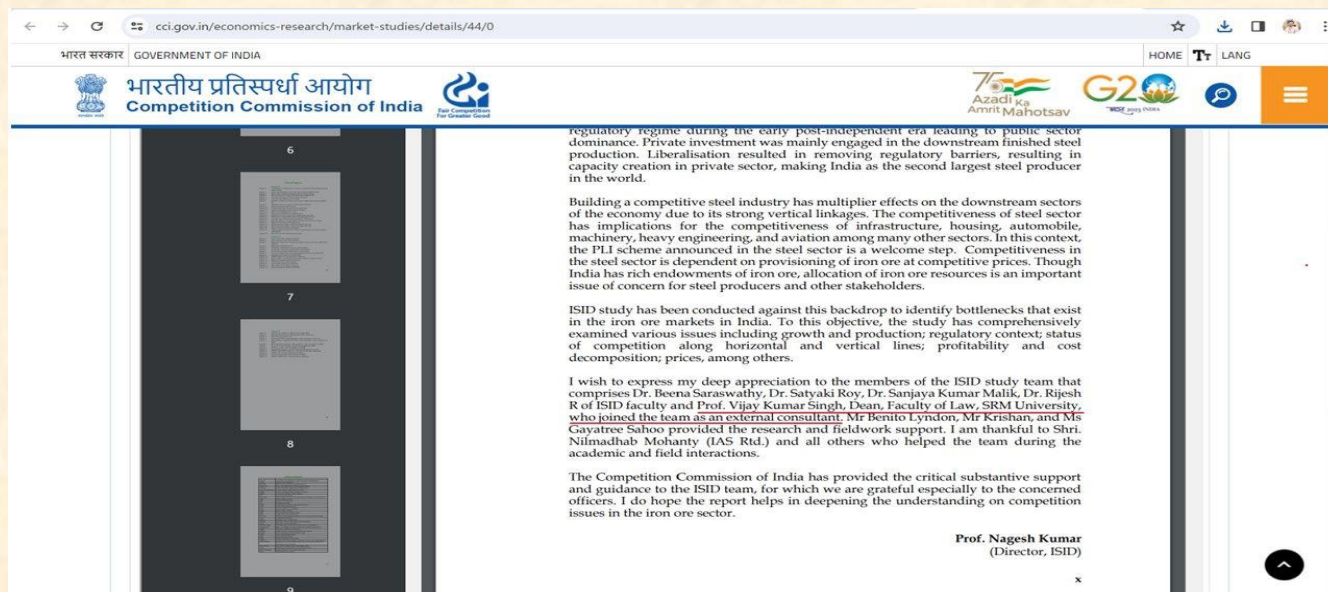 cci.gov.in/economics-research/market-studies/details/44/0
भारत सरकार GOVERNMENT OF INDIA
HOME TT LANG
भारतीय प्रतिस्पर्धा आयोग
Competition Commission of India
Fair Competition
For Greater Good
75
Azadi Ka
Amrit Mahotsav
G20
भारत 2023 INDIA
6
7
8
9
regulatory regime during the early post-independent era leading to public sector
dominance. Private investment was mainly engaged in the downstream finished steel
production. Liberalisation resulted in removing regulatory barriers, resulting in
capacity creation in private sector, making India as the second largest steel producer
in the world.
Building a competitive steel industry has multiplier effects on the downstream sectors
of the economy due to its strong vertical linkages. The competitiveness of steel sector
has implications for the competitiveness of infrastructure, housing, automobile,
machinery, heavy engineering, and aviation among many other sectors. In this context,
the PLI scheme announced in the steel sector is a welcome step. Competitiveness in
the steel sector is dependent on provisioning of iron ore at competitive prices. Though
India has rich endowments of iron ore, allocation of iron ore resources is an important
issue of concern for steel producers and other stakeholders.
ISID study has been conducted against this backdrop to identify bottlenecks that exist
in the iron ore markets in India. To this objective, the study has comprehensively
examined various issues including growth and production; regulatory context; status
of competition along horizontal and vertical lines; profitability and cost
decomposition; prices, among others.
I wish to express my deep appreciation to the members of the ISID study team that
comprises Dr. Beena Saraswathy, Dr. Satyaki Roy, Dr. Sanjaya Kumar Malik, Dr. Rijesh
R of ISID faculty and Prof. Vijay Kumar Singh, Dean, Faculty of Law, SRM University,
who joined the team as an external consultant. Mr Benito Lyndon, Mr Krishan, and Ms
Gayatree Sahoo provided the research and fieldwork support. I am thankful to Shri.
Nilmadhab Mohanty (IAS Rtd.) and all others who helped the team during the
academic and field interactions.
The Competition Commission of India has provided the critical substantive support
and guidance to the ISID team, for which we are grateful especially to the concerned
officers. I do hope the report helps in deepening the understanding on competition
issues in the iron ore sector.
Prof. Nagesh Kumar
(Director, ISID)
x